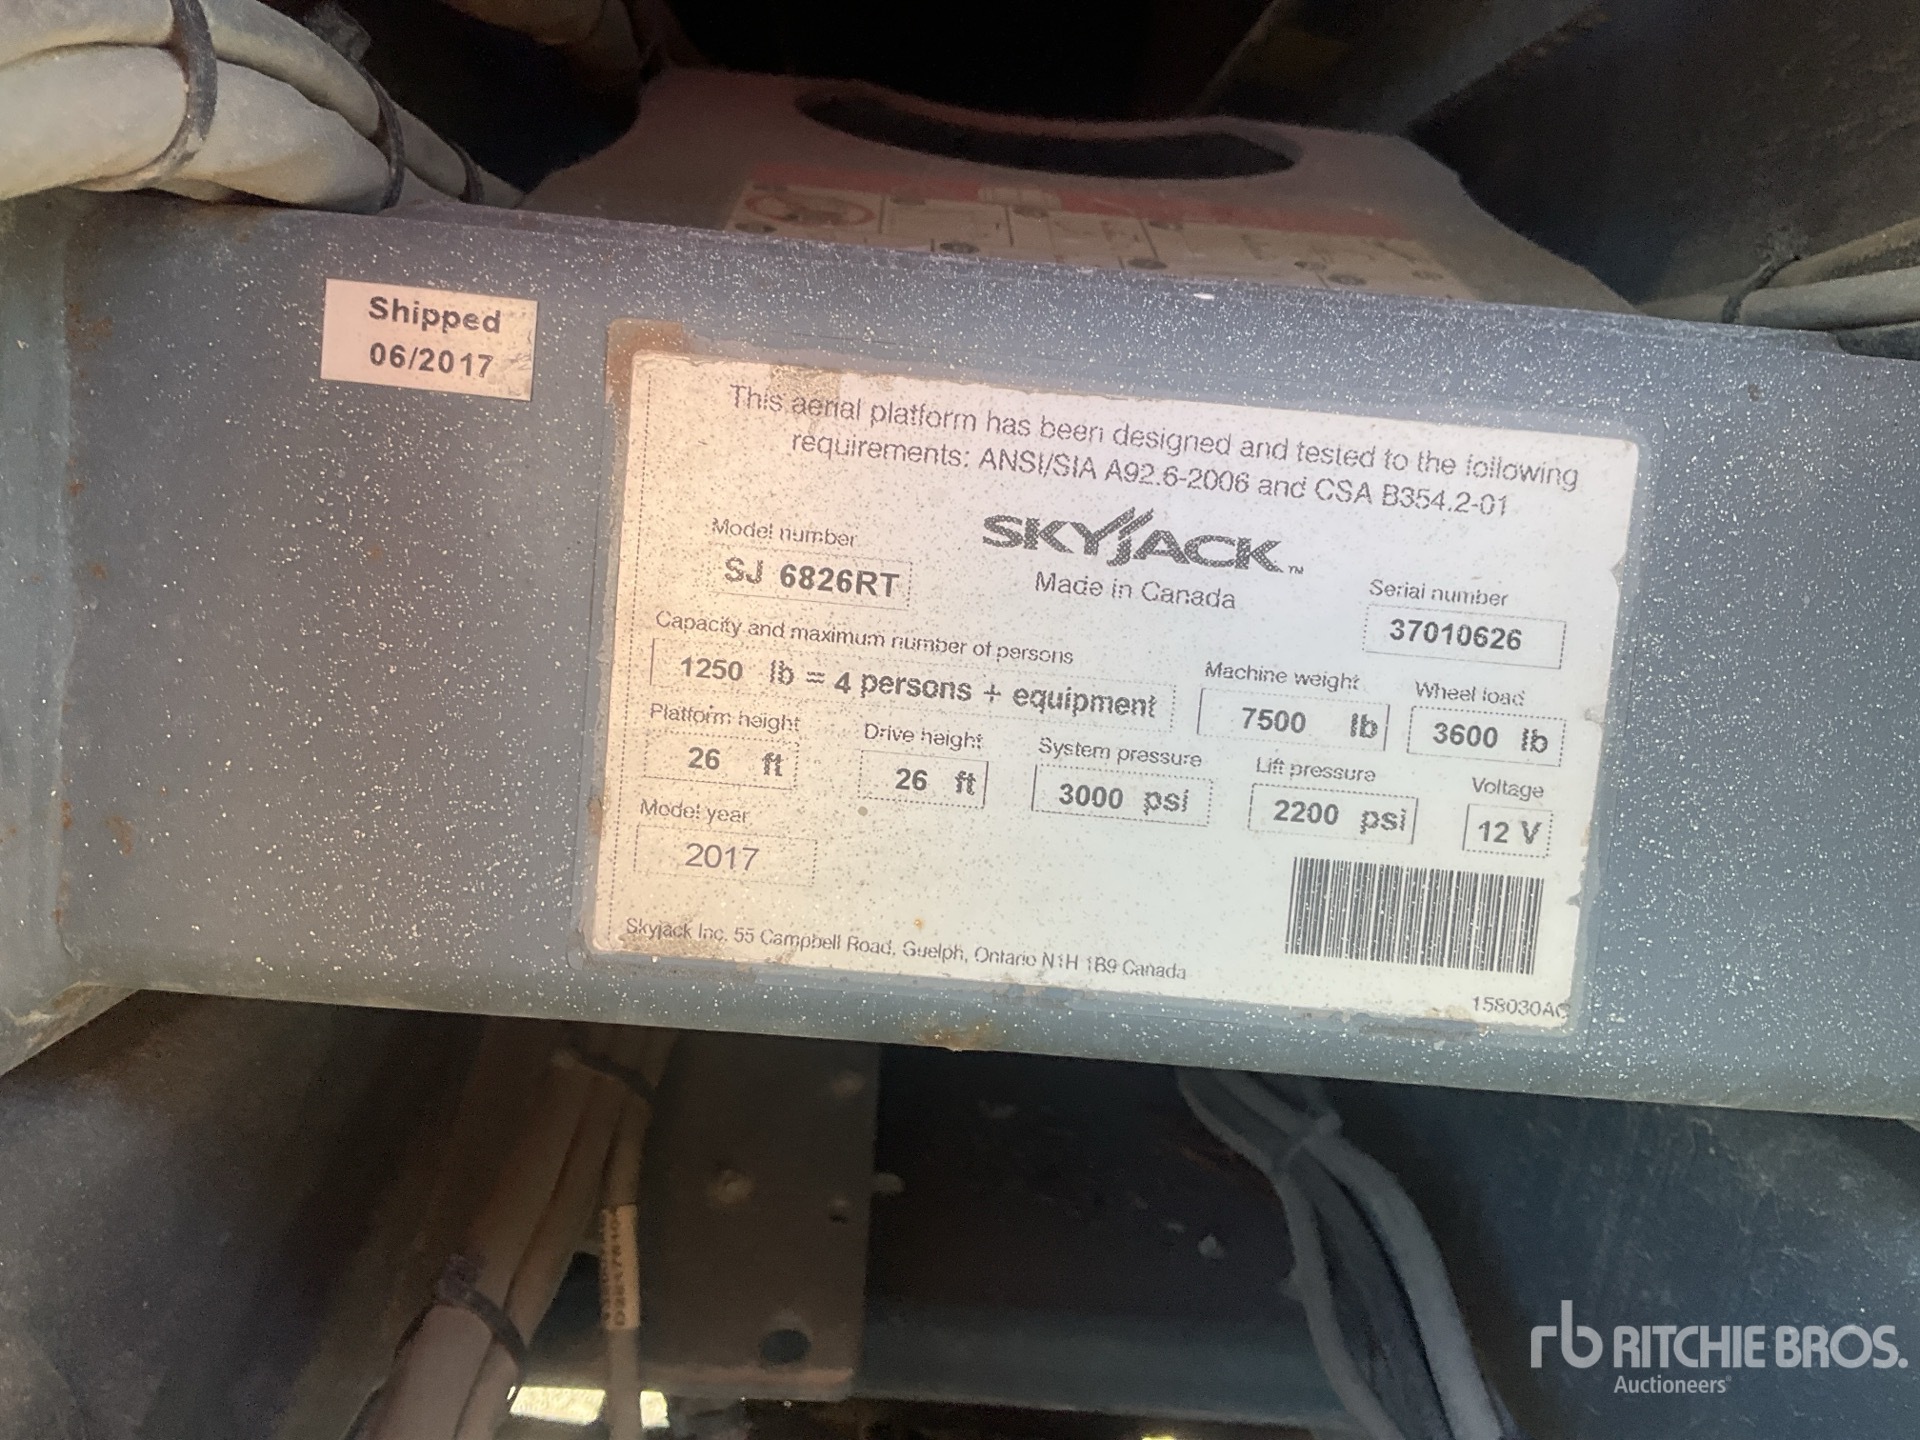 Shipped
06/2017
This aerial platform has been designed and tested to the following
requirements: ANSI/SIA A92.6-2006 and CSA B354.2-01
SKYJACK™
Made in Canada
Model number
SJ 6826RT
Serial number
37010626
Capacity and maximum number of persons
1250 lb = 4 persons + equipment
Machine weight
7500 lb
Wheel load
3600 lb
Platform height
26 ft
Drive height
26 ft
System pressure
3000 psi
Lift pressure
2200 psi
Voltage
12 V
Model year
2017
Skyjack Inc. 55 Campbell Road, Guelph, Ontario N1H 1B9 Canada
158030AC
rb RITCHIE BROS.
Auctioneers